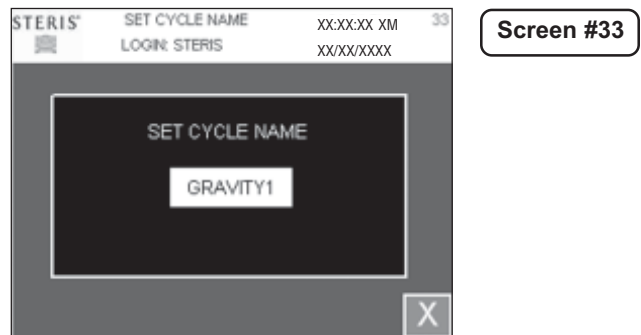 STERIS® SET CYCLE NAME XX:XX:XX XM 33
LOGIN: STERIS XX/XX/XXXX
Screen #33
SET CYCLE NAME
GRAVITY1
X